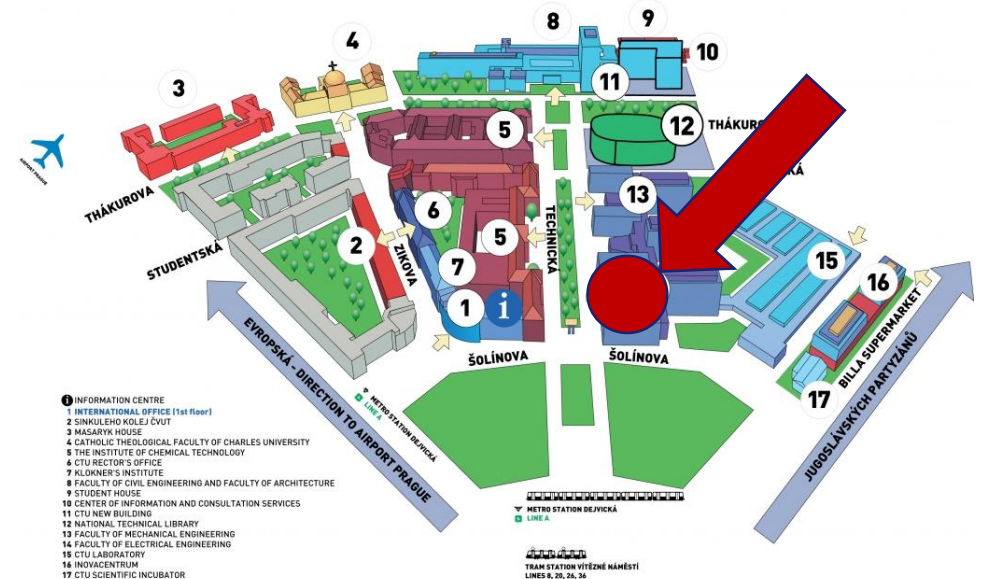 8
9
10
4
3
11
5
12
THÁKURO
KÁ
AIRPORT PRAGUE
THÁKUROVA
13
6
TECHNICKÁ
2
ZIKOVA
5
STUDENTSKÁ
7
15
16
1
i
BILLA SUPERMARKET
ŠOLÍNOVA
ŠOLÍNOVA
17
EVROPSKÁ - DIRECTION TO AIRPORT PRAGUE
JUGOSLÁVSKÝCH PARTYZÁNŮ
METRO STATION DEJVICKÁ
LINE A
i INFORMATION CENTRE
1 INTERNATIONAL OFFICE (1st floor)
2 SINKULEHO KOLEJ ČVUT
3 MASARYK HOUSE
4 CATHOLIC THEOLOGICAL FACULTY OF CHARLES UNIVERSITY
5 THE INSTITUTE OF CHEMICAL TECHNOLOGY
6 CTU RECTOR'S OFFICE
7 KLOKNER'S INSTITUTE
8 FACULTY OF CIVIL ENGINEERING AND FACULTY OF ARCHITECTURE
9 STUDENT HOUSE
10 CENTER OF INFORMATION AND CONSULTATION SERVICES
11 CTU NEW BUILDING
12 NATIONAL TECHNICAL LIBRARY
13 FACULTY OF MECHANICAL ENGINEERING
14 FACULTY OF ELECTRICAL ENGINEERING
15 CTU LABORATORY
16 INOVACENTRUM
17 CTU SCIENTIFIC INCUBATOR
METRO STATION DEJVICKÁ
LINE A
TRAM STATION VÍTĚZNÉ NÁMĚSTÍ
LINES 8, 20, 26, 36